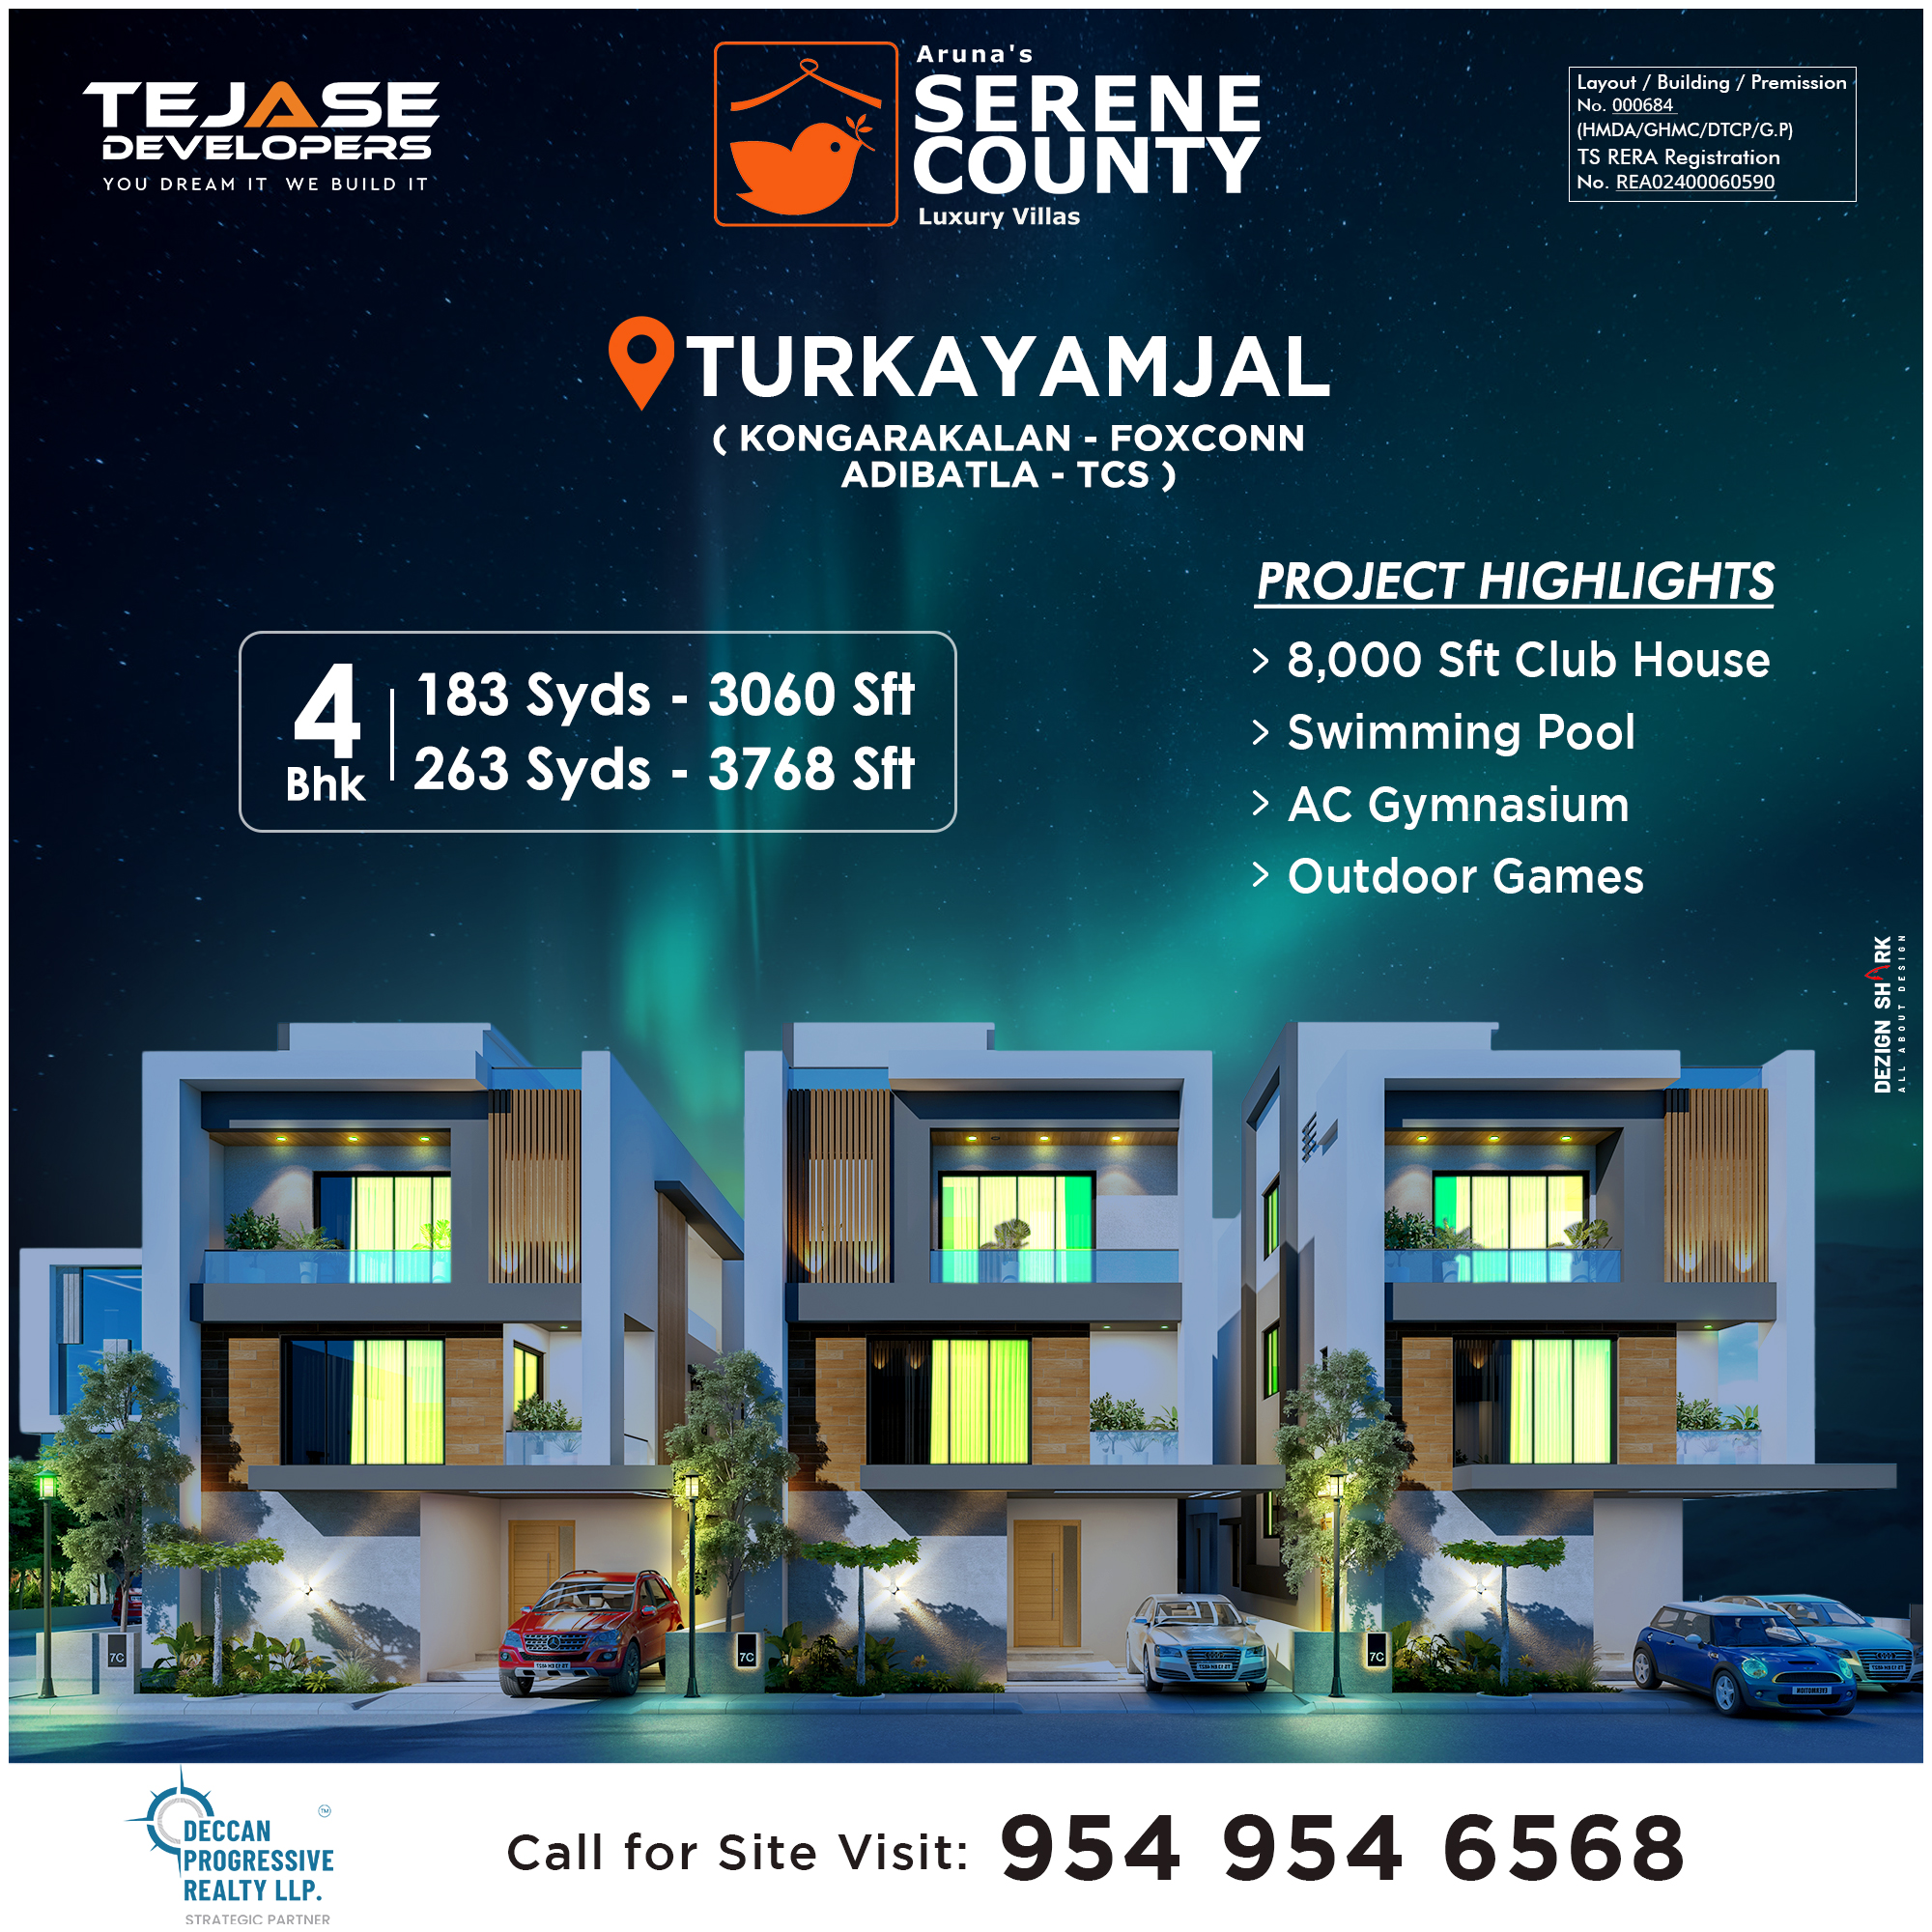 TEJASE
DEVELOPERS
YOU DREAM IT WE BUILD IT
Aruna's
SERENE
COUNTY
Luxury Villas
Layout / Building / Premission
No. 000684
(HMDA/GHMC/DTCP/G.P)
TS RERA Registration
No. REA02400060590
TURKAYAMJAL
( KONGARAKALAN - FOXCONN
ADIBATLA - TCS )
4
Bhk
183 Syds - 3060 Sft
263 Syds - 3768 Sft
PROJECT HIGHLIGHTS
> 8,000 Sft Club House
> Swimming Pool
> AC Gymnasium
> Outdoor Games
DEZIGN SHARK
ALL ABOUT DESIGN
7C
7C
7C
DECCAN
PROGRESSIVE
REALTY LLP.
TM
STRATEGIC PARTNER
Call for Site Visit: 954 954 6568